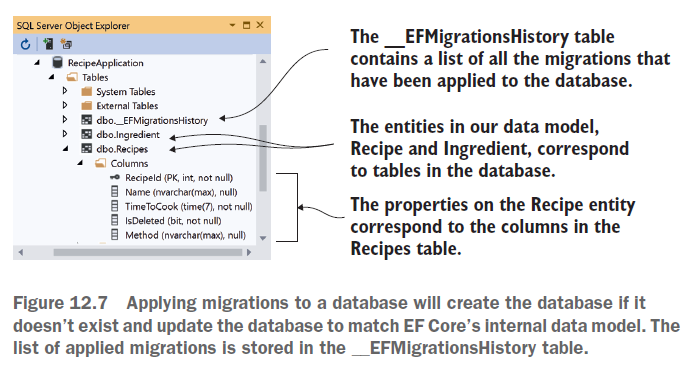 SQL Server Object Explorer
RecipeApplication
Tables
System Tables
External Tables
dbo.__EFMigrationsHistory
dbo.Ingredient
dbo.Recipes
Columns
RecipeId (PK, int, not null)
Name (nvarchar(max), null)
TimeToCook (time(7), not null)
IsDeleted (bit, not null)
Method (nvarchar(max), null)
The __EFMigrationsHistory table
contains a list of all the migrations that
have been applied to the database.
The entities in our data model,
Recipe and Ingredient, correspond
to tables in the database.
The properties on the Recipe entity
correspond to the columns in the
Recipes table.
Figure 12.7 Applying migrations to a database will create the database if it
doesn’t exist and update the database to match EF Core’s internal data model. The
list of applied migrations is stored in the __EFMigrationsHistory table.